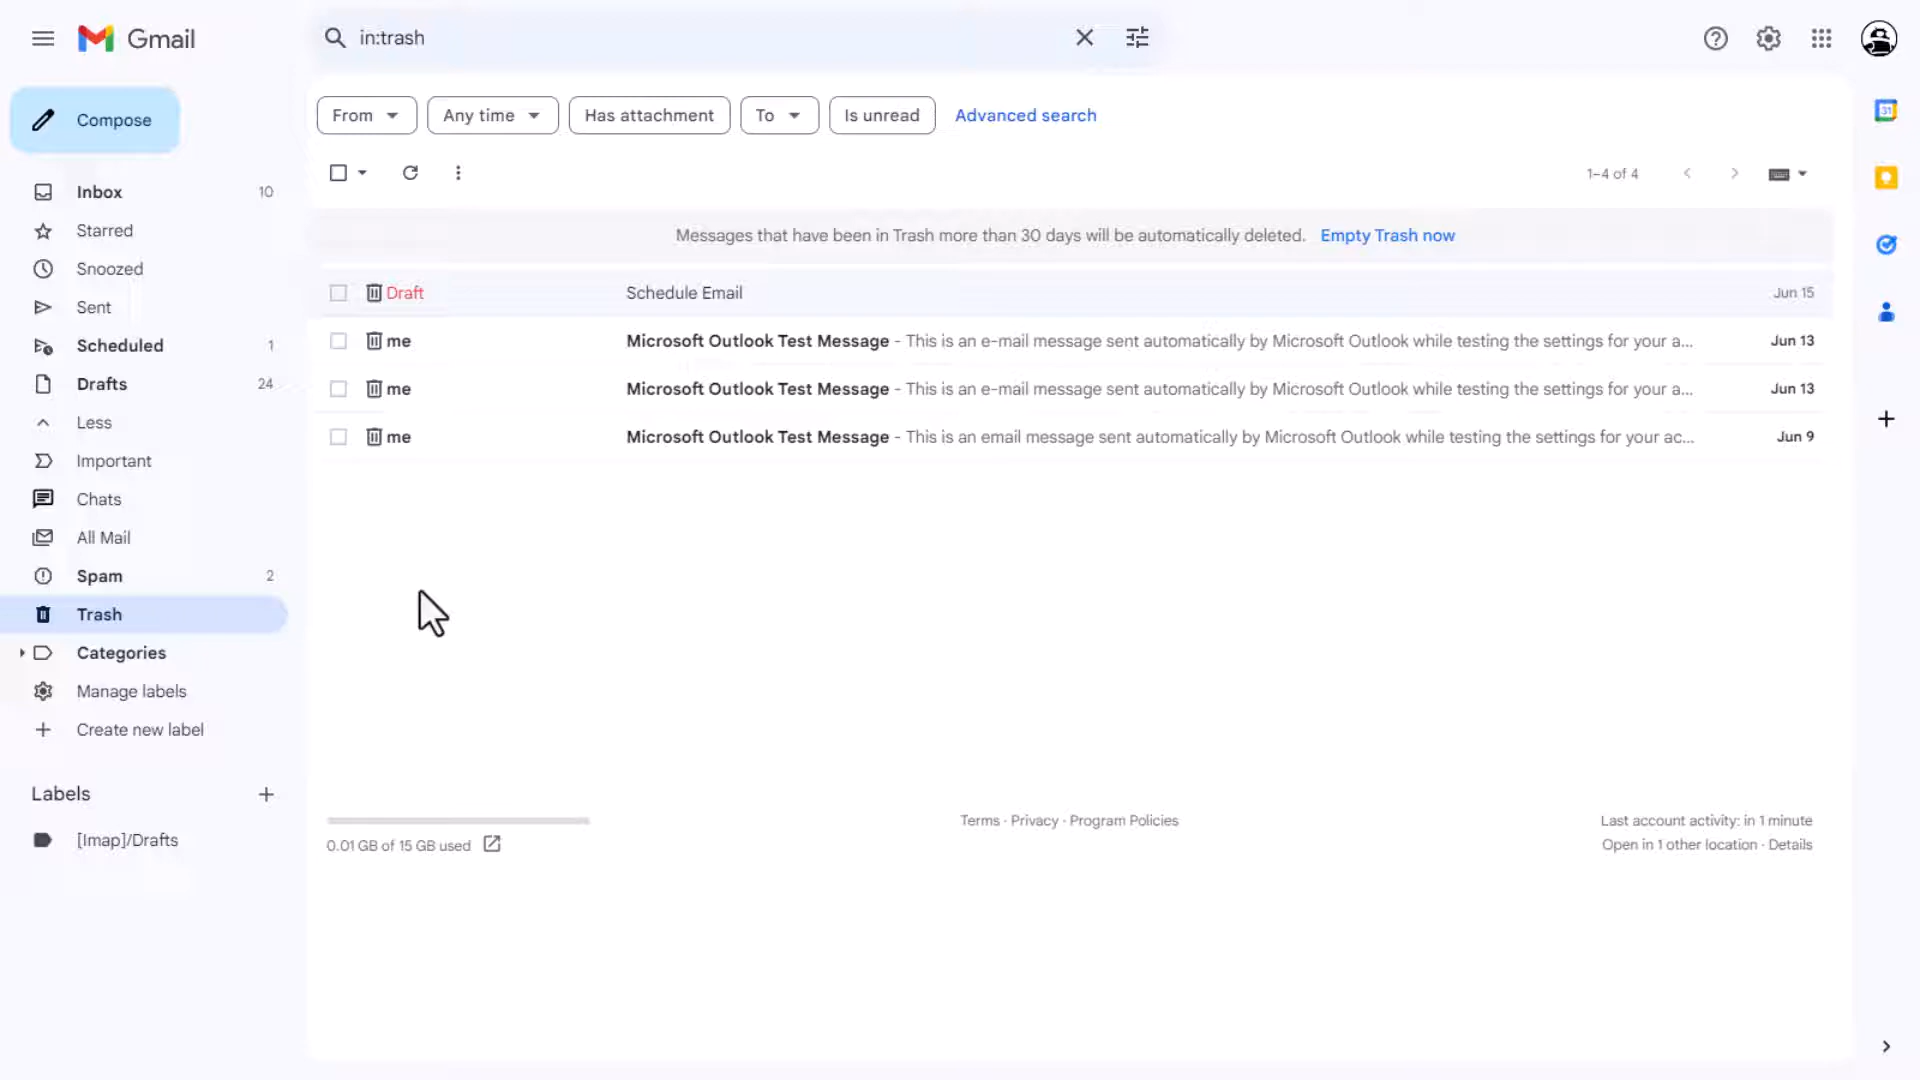 Gmail
in:trash
Compose
From
Any time
Has attachment
To
Is unread
Advanced search
1–4 of 4
Messages that have been in Trash more than 30 days will be automatically deleted. Empty Trash now
Inbox 10
Starred
Snoozed
Sent
Scheduled 1
Drafts 24
Less
Important
Chats
All Mail
Spam 2
Trash
Categories
Manage labels
Create new label
Labels
[Imap]/Drafts
Draft Schedule Email Jun 15
me Microsoft Outlook Test Message - This is an e-mail message sent automatically by Microsoft Outlook while testing the settings for your a... Jun 13
me Microsoft Outlook Test Message - This is an e-mail message sent automatically by Microsoft Outlook while testing the settings for your a... Jun 13
me Microsoft Outlook Test Message - This is an email message sent automatically by Microsoft Outlook while testing the settings for your ac... Jun 9
0.01 GB of 15 GB used
Terms · Privacy · Program Policies
Last account activity: in 1 minute
Open in 1 other location · Details
31